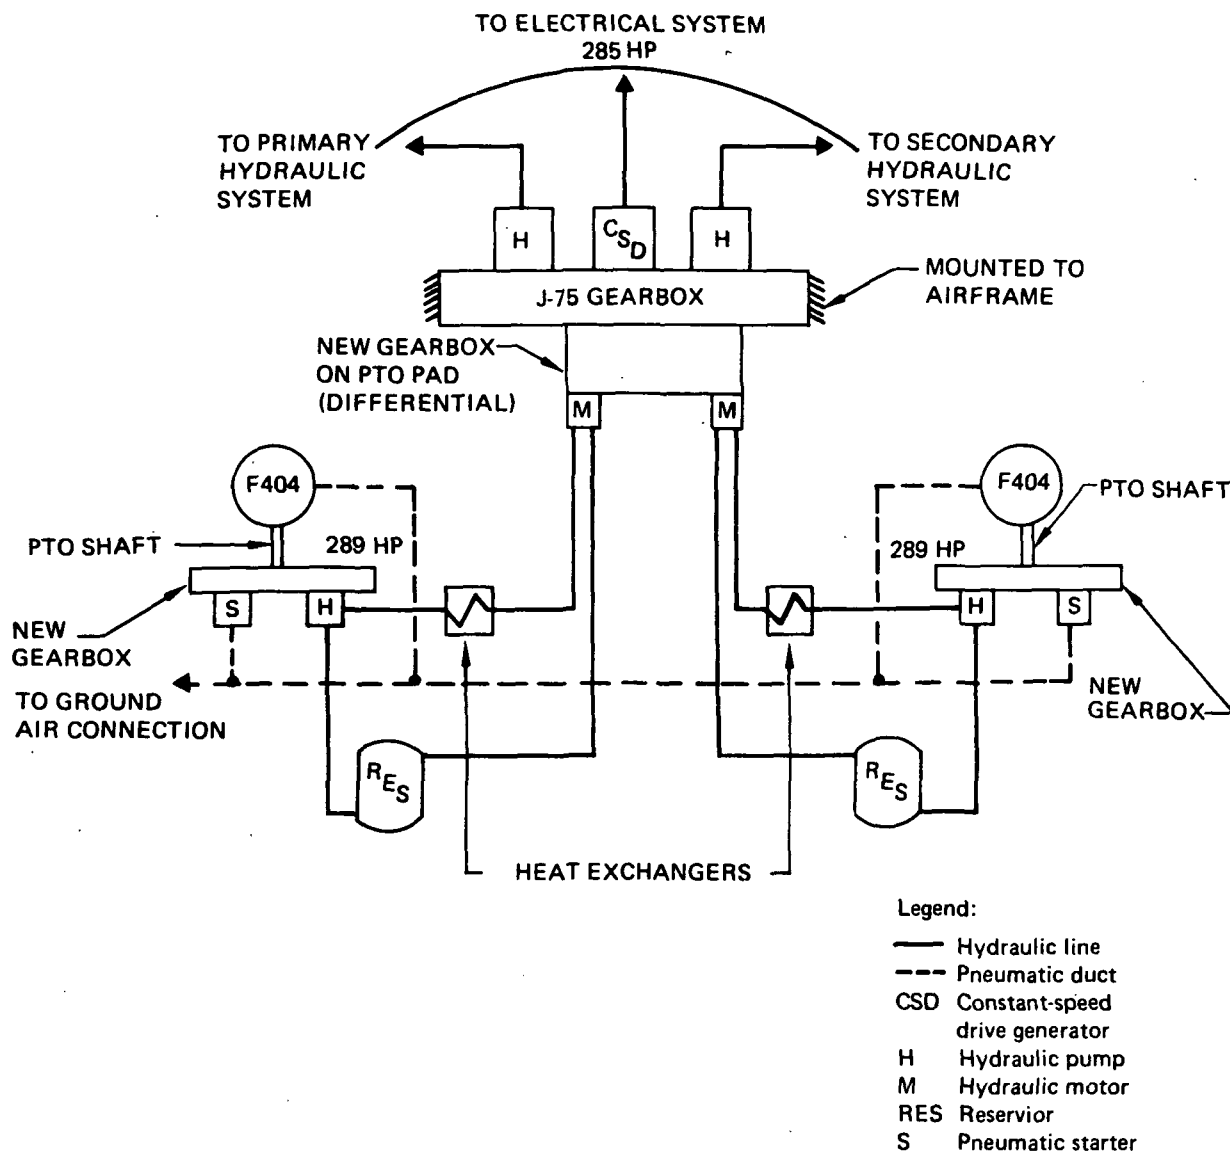 TO ELECTRICAL SYSTEM
285 HP
TO PRIMARY
HYDRAULIC
SYSTEM
TO SECONDARY
HYDRAULIC
SYSTEM
H
CSD
H
J-75 GEARBOX
MOUNTED TO
AIRFRAME
NEW GEARBOX
ON PTO PAD
(DIFFERENTIAL)
M
M
F404
F404
PTO SHAFT
PTO SHAFT
289 HP
289 HP
S
H
H
S
NEW
GEARBOX
NEW
GEARBOX
TO GROUND
AIR CONNECTION
RES
RES
HEAT EXCHANGERS
Legend:
Hydraulic line
Pneumatic duct
CSD Constant-speed
drive generator
H Hydraulic pump
M Hydraulic motor
RES Reservior
S Pneumatic starter